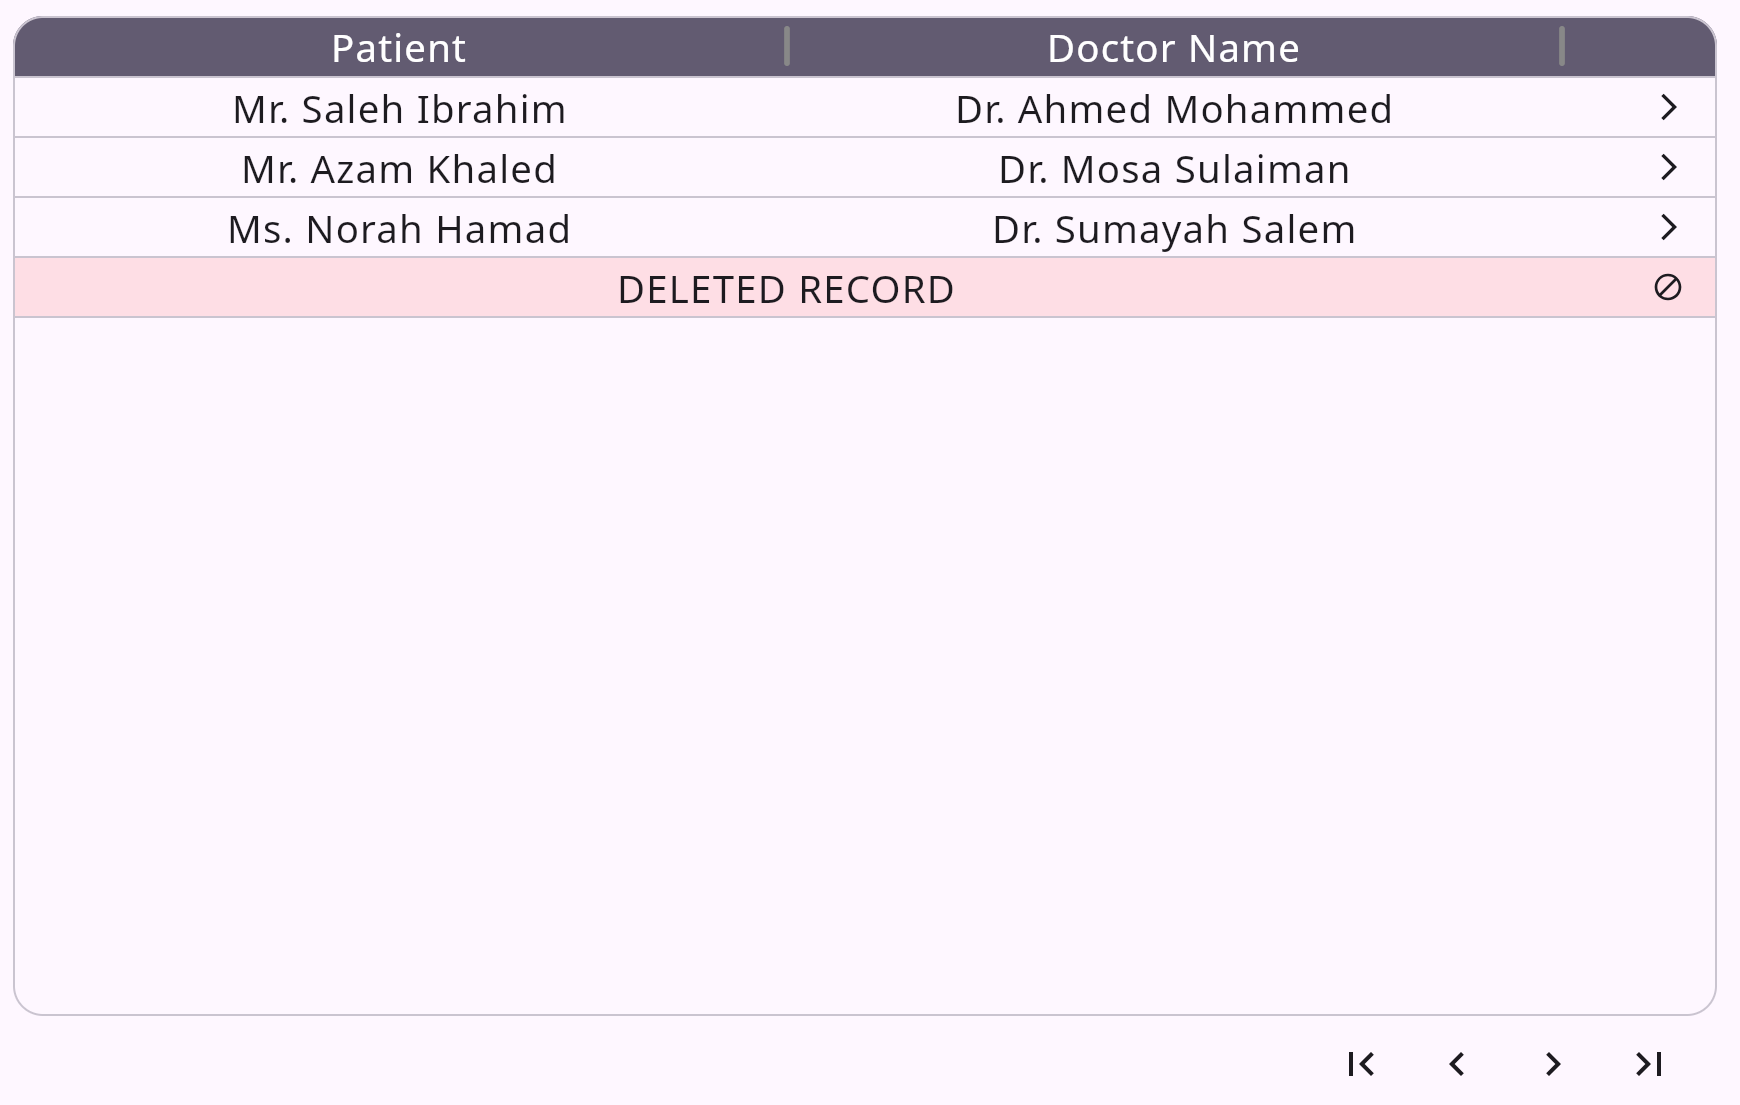 Patient Doctor Name
Mr. Saleh Ibrahim Dr. Ahmed Mohammed
Mr. Azam Khaled Dr. Mosa Sulaiman
Ms. Norah Hamad Dr. Sumayah Salem
DELETED RECORD